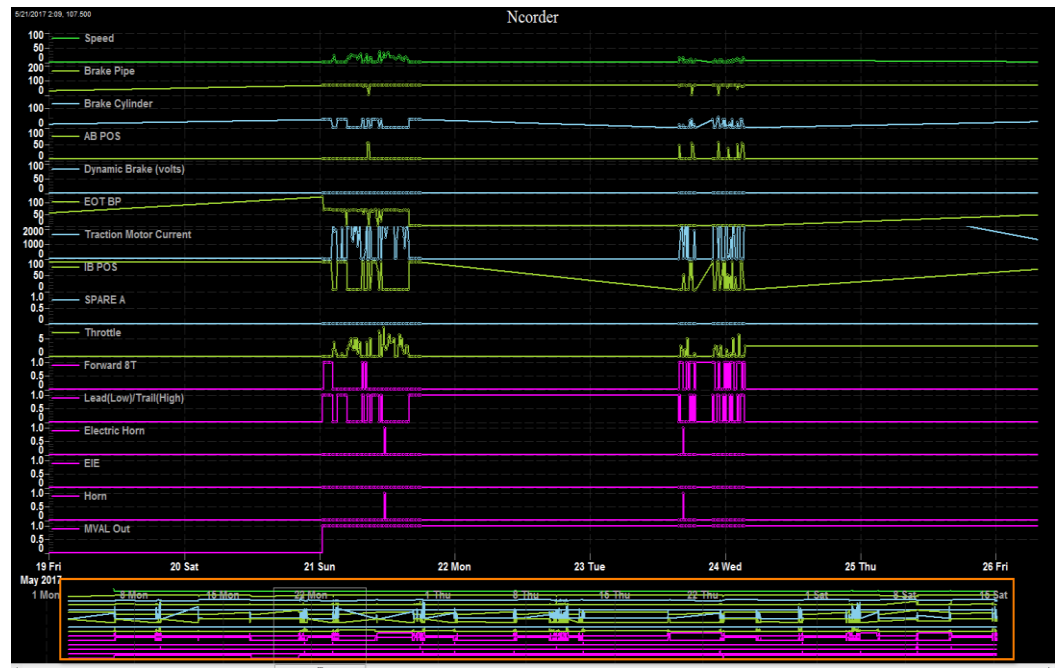 5/21/2017 2:09, 107.500
Ncorder
100
50
0
Speed
200
100
0
Brake Pipe
100
0
Brake Cylinder
100
50
0
AB POS
100
50
0
Dynamic Brake (volts)
100
50
0
EOT BP
2000
1000
0
Traction Motor Current
100
50
0
IB POS
1.0
0.5
0
SPARE A
5
0
Throttle
1.0
0.5
0
Forward 8T
1.0
0.5
0
Lead(Low)/Trail(High)
1.0
0.5
0
Electric Horn
1.0
0.5
0
EIE
1.0
0.5
0
Horn
1.0
0.5
0
MVAL Out
19 Fri 20 Sat 21 Sun 22 Mon 23 Tue 24 Wed 25 Thu 26 Fri
May 2017
1 Mon 8 Mon 15 Mon 22 Mon 1 Thu 8 Thu 15 Thu 22 Thu 1 Sat 8 Sat 15 Sat